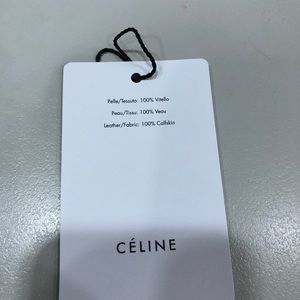 Pelle/Tessuto: 100% Vitello
Peau/Tissu: 100% Veau
Leather/Fabric: 100% Calfskin
CÉLINE